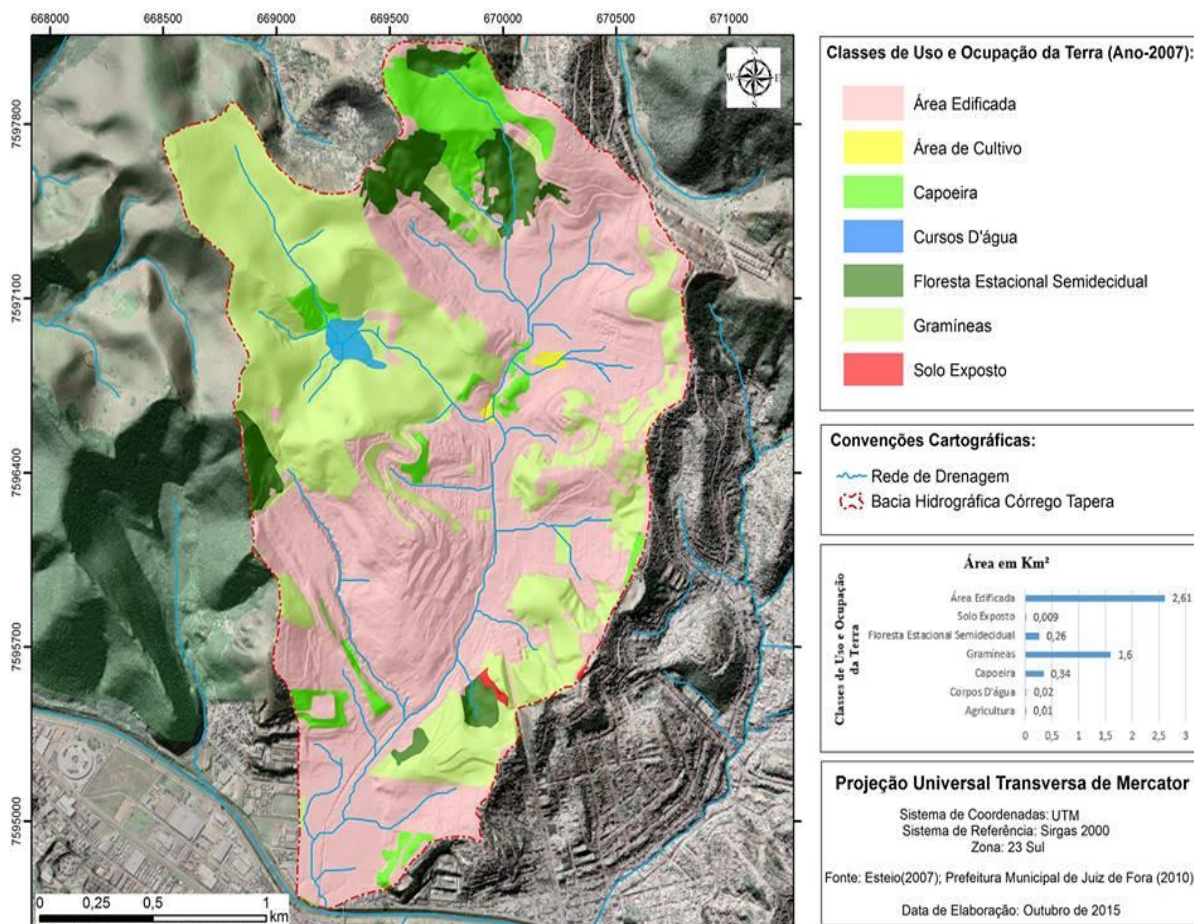 668000 668500 669000 669500 670000 670500 671000
7597800
7597100
7596400
7595700
7595000
N
W E
S
0 0,25 0,5 1
km
Classes de Uso e Ocupação da Terra (Ano-2007):
Área Edificada
Área de Cultivo
Capoeira
Cursos D'água
Floresta Estacional Semidecidual
Gramíneas
Solo Exposto
Convenções Cartográficas:
Rede de Drenagem
Bacia Hidrográfica Córrego Tapera
Área em Km²
Classes de Uso e Ocupação
da Terra
Área Edificada 2,61
Solo Exposto 0,009
Floresta Estacional Semidecidual 0,26
Gramíneas 1,6
Capoeira 0,34
Corpos D'água 0,02
Agricultura 0,01
0 0,5 1 1,5 2 2,5 3
Projeção Universal Transversa de Mercator
Sistema de Coordenadas: UTM
Sistema de Referência: Sirgas 2000
Zona: 23 Sul
Fonte: Esteio(2007); Prefeitura Municipal de Juiz de Fora (2010)
Data de Elaboração: Outubro de 2015